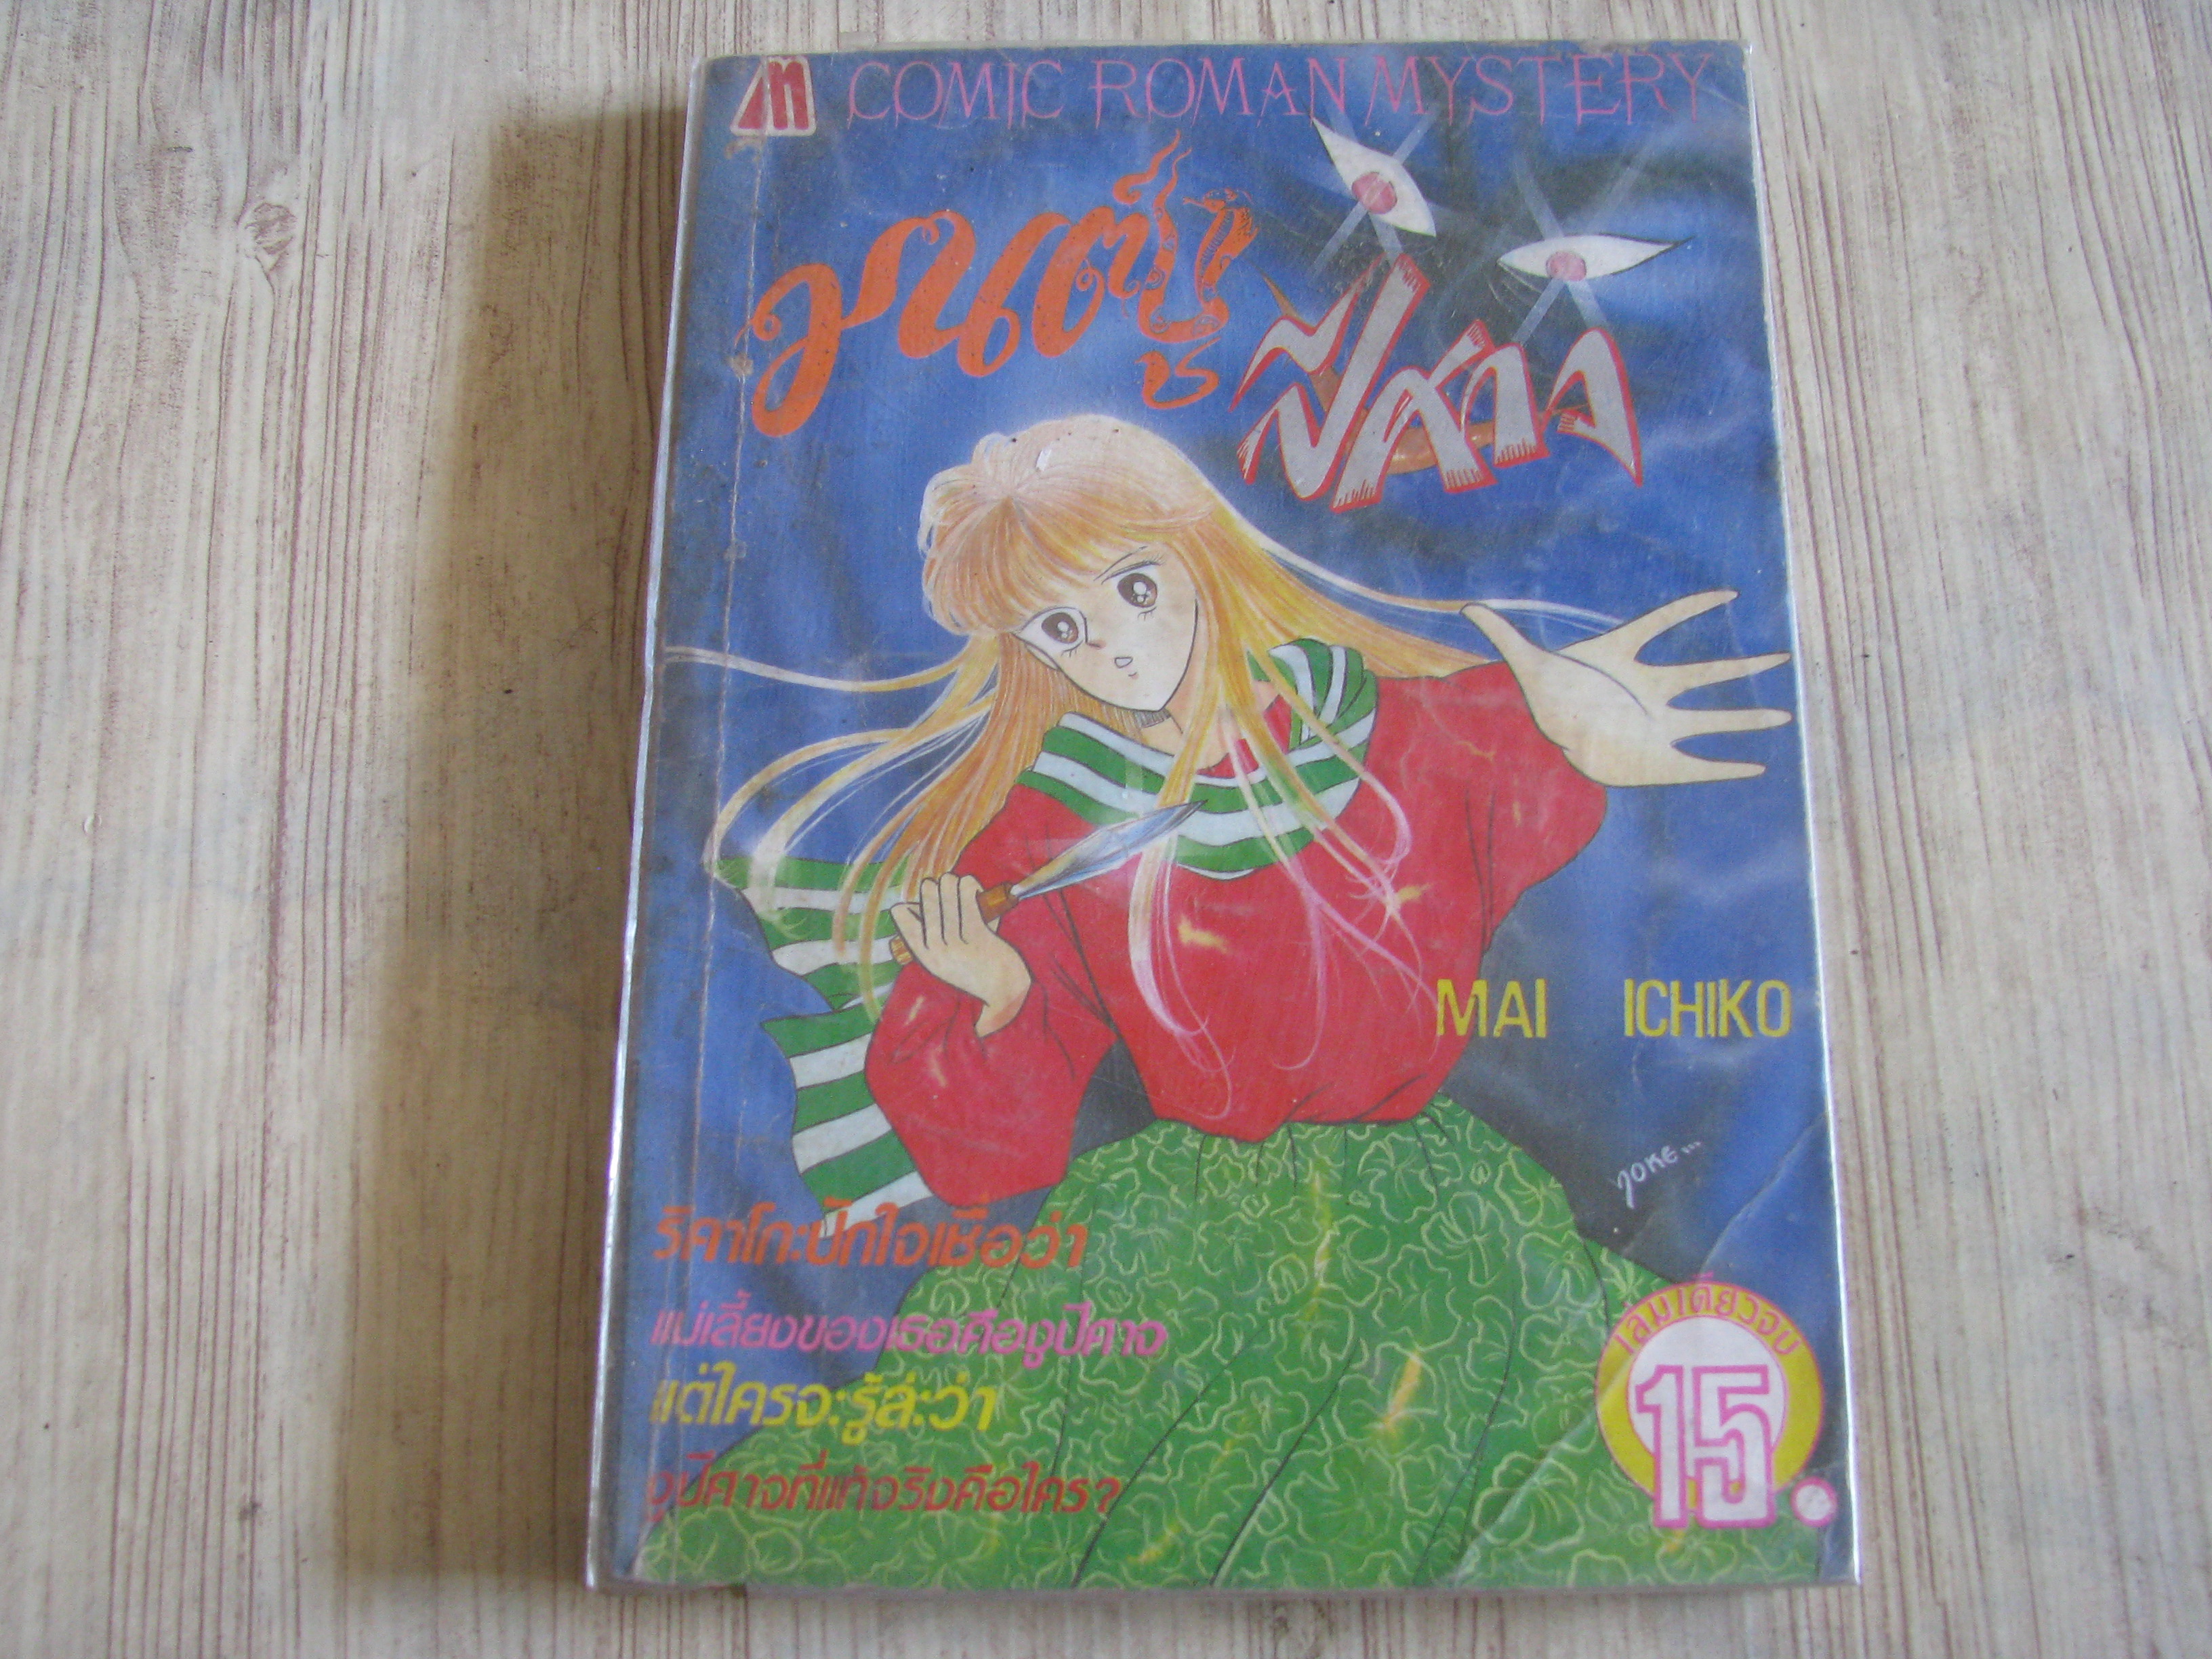 COMIC ROMAN MYSTERY
มนต์งู
ปีศาจ
MAI ICHIKO
JOKE...
ริคาโกะปักใจเชื่อว่า
แม่เลี้ยงของเธอคืองูปีศาจ
แต่ใครจะรู้ล่ะว่า
งูปีศาจที่แท้จริงคือใคร?
เล่มเดียวจบ
15.